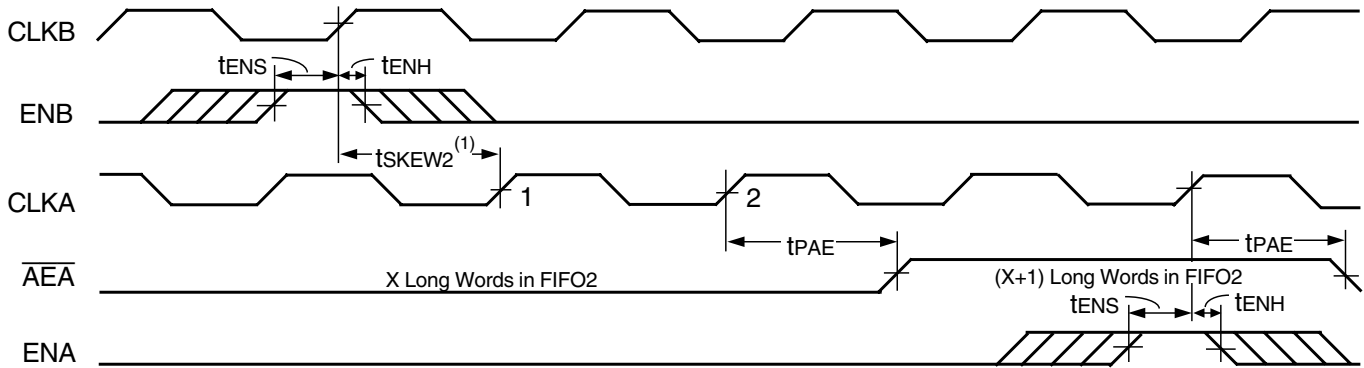 CLKB
tENS tENH
ENB
tSKEW2(1)
CLKA 1 2
tPAE tPAE
AEA X Long Words in FIFO2 (X+1) Long Words in FIFO2
tENS tENH
ENA